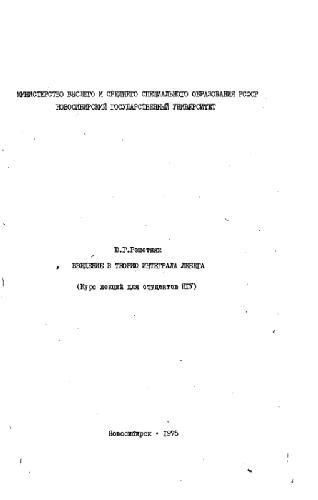 МИНИСТЕРСТВО ВЫСШЕГО И СРЕДНЕГО СПЕЦИАЛЬНОГО ОБРАЗОВАНИЯ РСФСР
НОВОСИБИРСКИЙ ГОСУДАРСТВЕННЫЙ УНИВЕРСИТЕТ
Ю.Г.Решетняк
ВВЕДЕНИЕ В ТЕОРИЮ ИНТЕГРАЛА ЛЕБЕГА
(Курс лекций для студентов НГУ)
Новосибирск - 1975